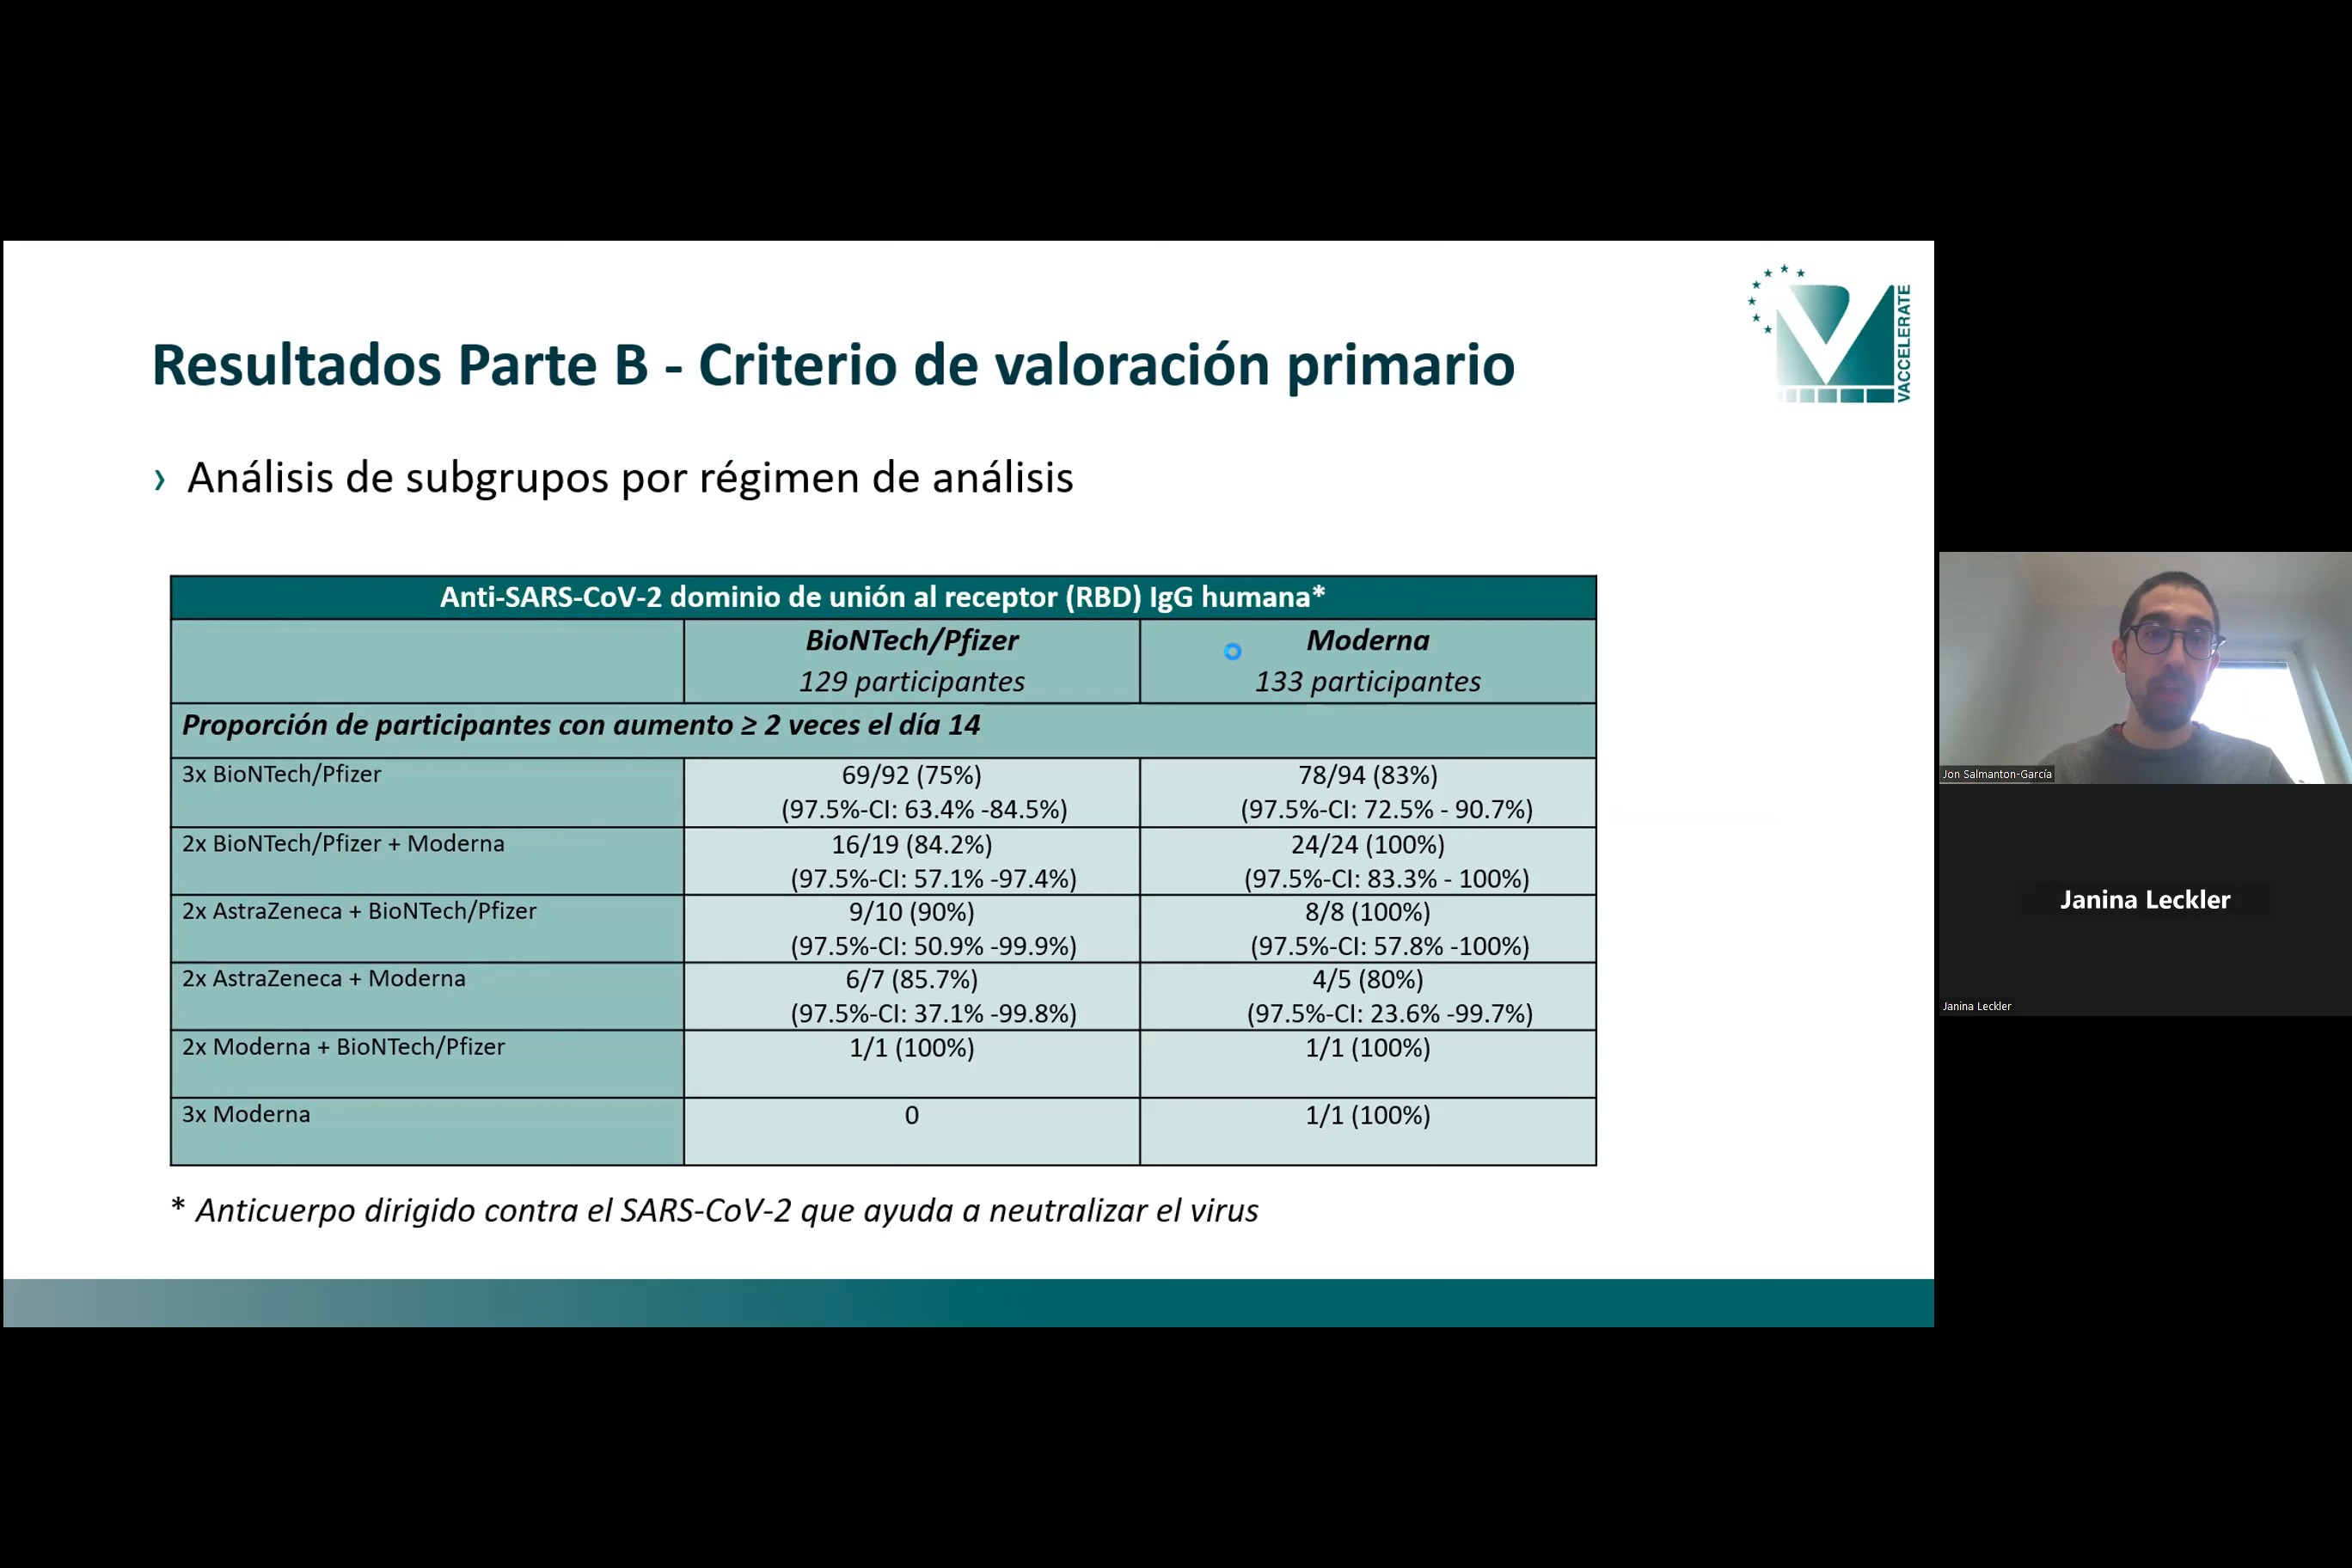 Resultados Parte B - Criterio de valoración primario
VACCELERATE
› Análisis de subgrupos por régimen de análisis
Anti-SARS-CoV-2 dominio de unión al receptor (RBD) IgG humana*
BioNTech/Pfizer
129 participantes
Moderna
133 participantes
Proporción de participantes con aumento ≥ 2 veces el día 14
3x BioNTech/Pfizer
69/92 (75%)
(97.5%-CI: 63.4% -84.5%)
78/94 (83%)
(97.5%-CI: 72.5% - 90.7%)
2x BioNTech/Pfizer + Moderna
16/19 (84.2%)
(97.5%-CI: 57.1% -97.4%)
24/24 (100%)
(97.5%-CI: 83.3% - 100%)
2x AstraZeneca + BioNTech/Pfizer
9/10 (90%)
(97.5%-CI: 50.9% -99.9%)
8/8 (100%)
(97.5%-CI: 57.8% -100%)
2x AstraZeneca + Moderna
6/7 (85.7%)
(97.5%-CI: 37.1% -99.8%)
4/5 (80%)
(97.5%-CI: 23.6% -99.7%)
2x Moderna + BioNTech/Pfizer
1/1 (100%)
1/1 (100%)
3x Moderna
0
1/1 (100%)
* Anticuerpo dirigido contra el SARS-CoV-2 que ayuda a neutralizar el virus
Jon Salmanton-García
Janina Leckler
Janina Leckler